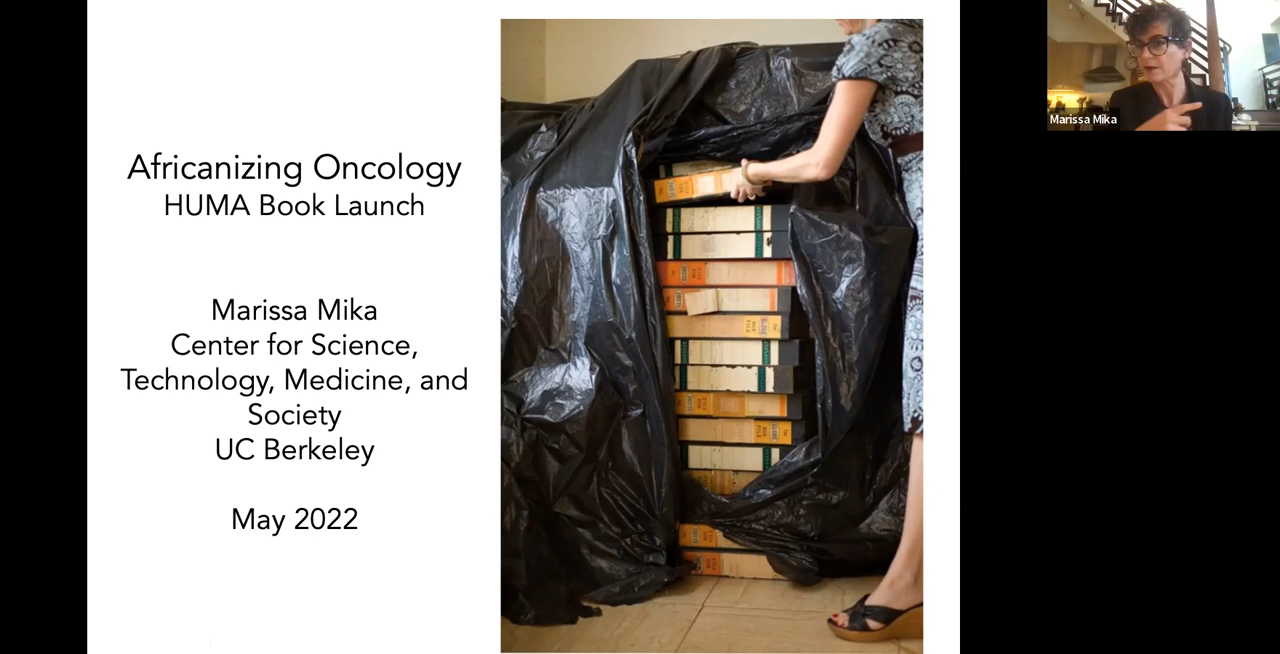 Africanizing Oncology
HUMA Book Launch
Marissa Mika
Center for Science,
Technology, Medicine, and
Society
UC Berkeley
May 2022
Marissa Mika